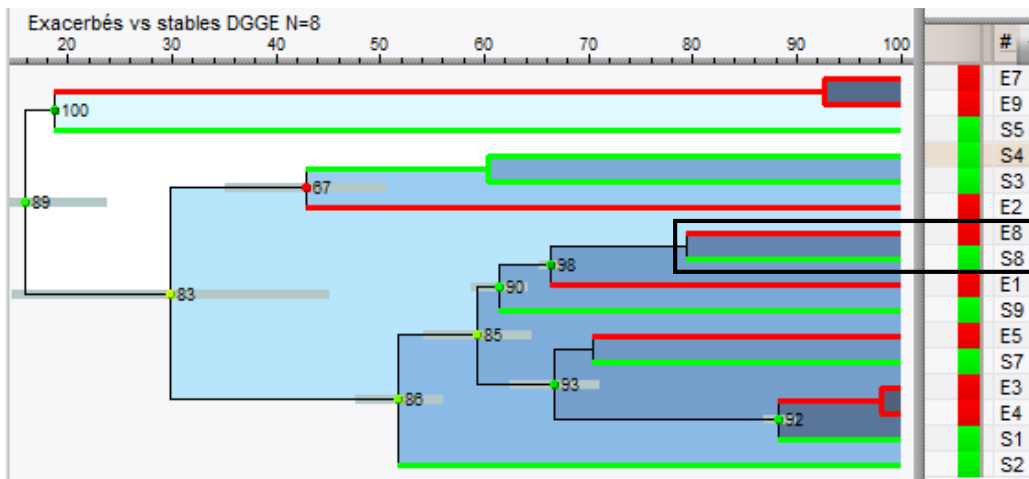 Exacerbés vs stables DGGE N=8
20 30 40 50 60 70 80 90 100
#
E7
E9
100
S5
S4
S3
67
E2
89
E8
98
S8
90
E1
83
S9
85
E5
93
S7
86
E3
92
E4
S1
S2